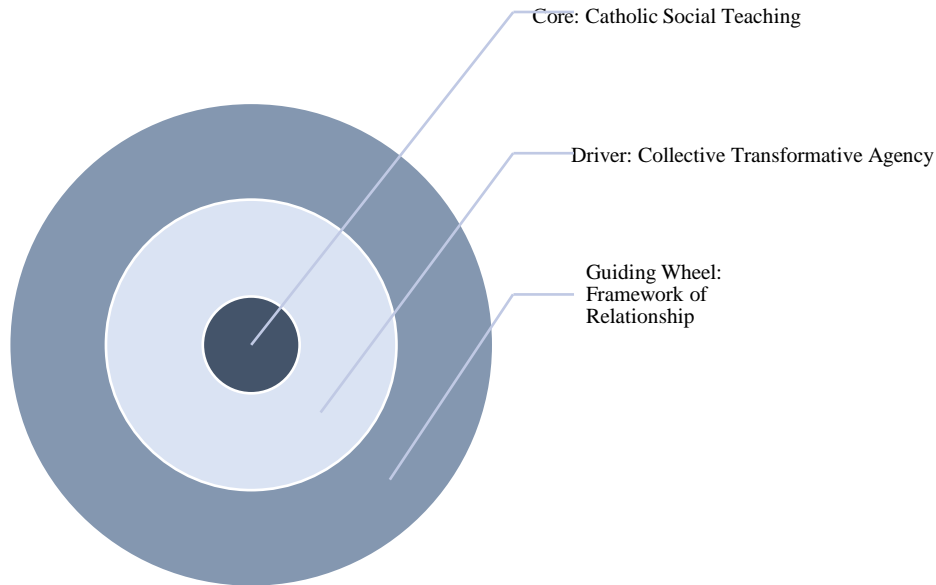 Core: Catholic Social Teaching
Driver: Collective Transformative Agency
Guiding Wheel:
Framework of
Relationship